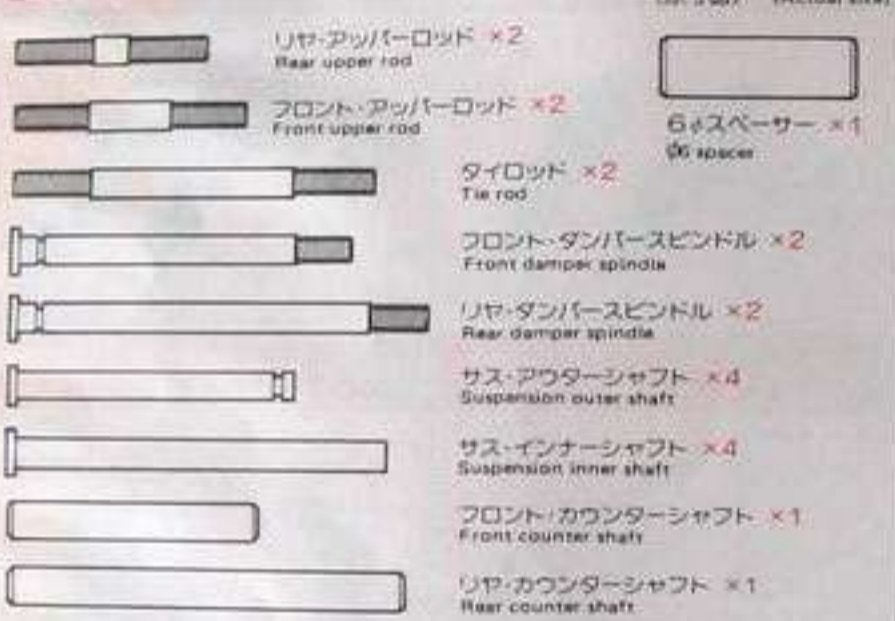 (Actual size)
リヤ・アッパーロッド ×2
Rear upper rod
フロント・アッパーロッド ×2
Front upper rod
6φスペーサー ×1
φ6 spacer
タイロッド ×2
Tie rod
フロント・ダンパースピンドル ×2
Front damper spindle
リヤ・ダンパースピンドル ×2
Rear damper spindle
サス・アウターシャフト ×4
Suspension outer shaft
サス・インナーシャフト ×4
Suspension inner shaft
フロント・カウンターシャフト ×1
Front counter shaft
リヤ・カウンターシャフト ×1
Rear counter shaft